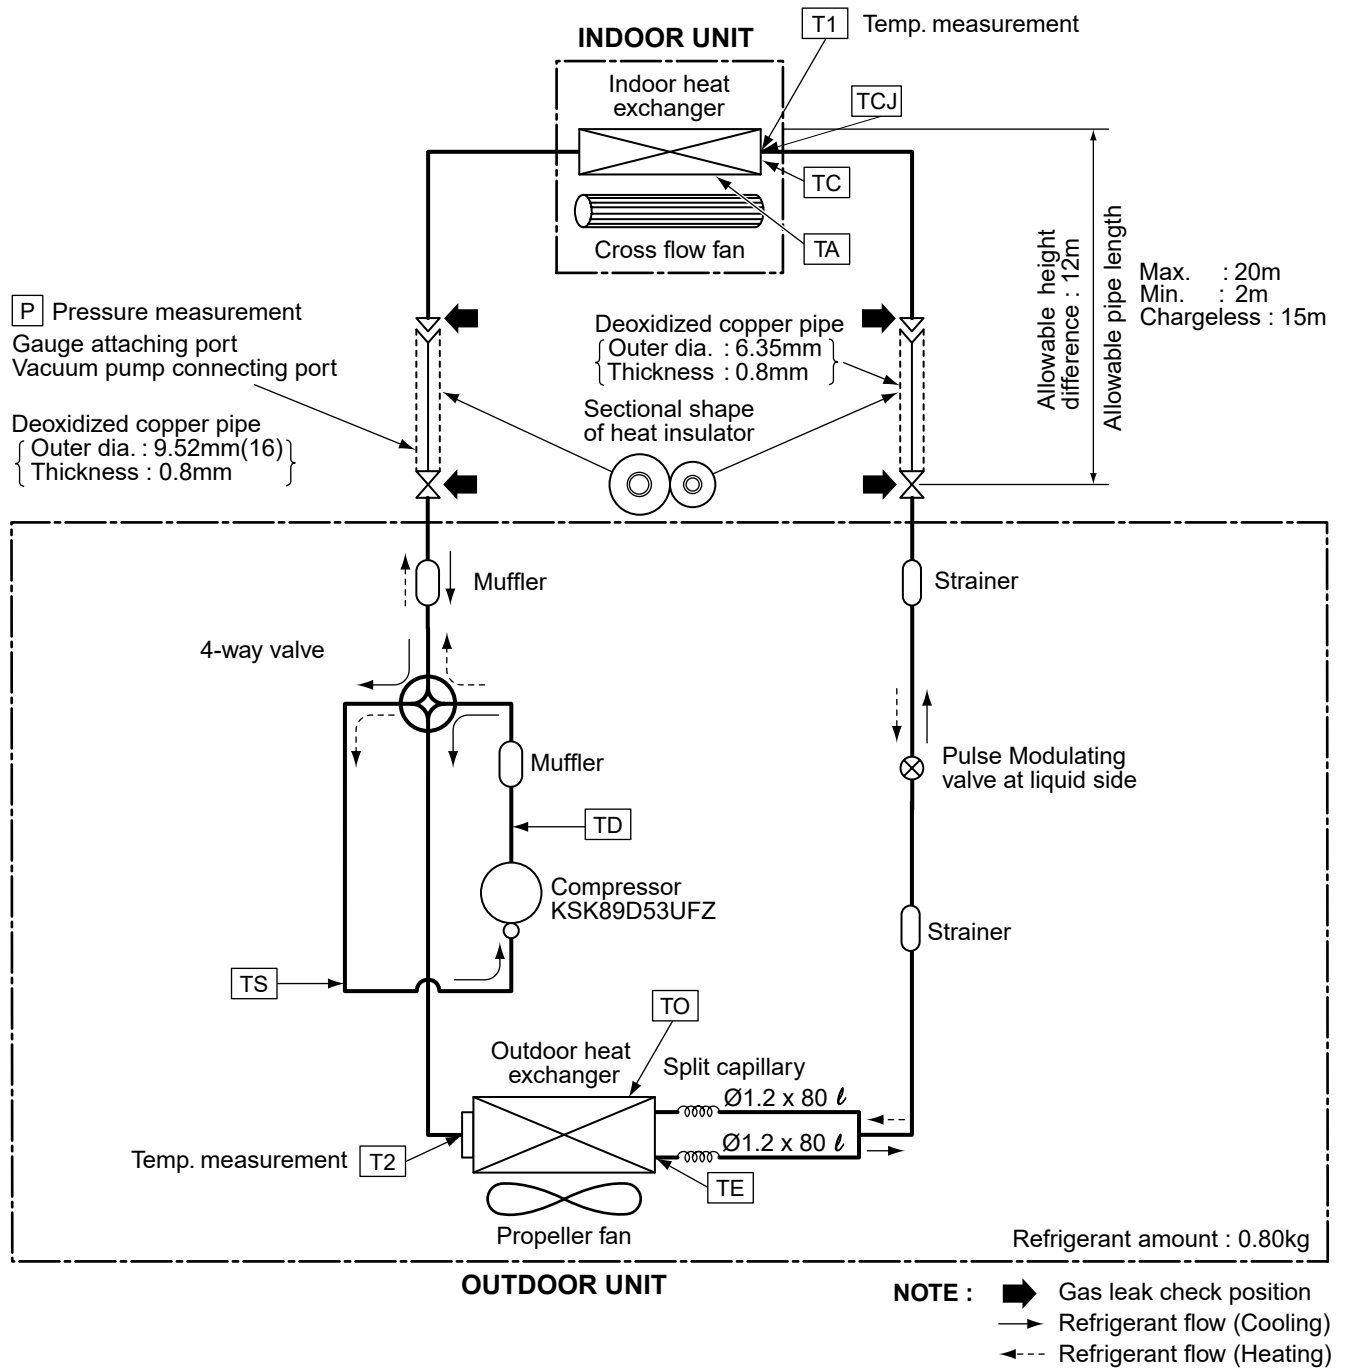 T1 Temp. measurement
INDOOR UNIT
Indoor heat
exchanger
TCJ
TC
Cross flow fan
TA
Allowable height
difference : 12m
Allowable pipe length
Max. : 20m
Min. : 2m
Chargeless : 15m
P Pressure measurement
Gauge attaching port
Vacuum pump connecting port
Deoxidized copper pipe
Outer dia. : 9.52mm(16)
Thickness : 0.8mm
Deoxidized copper pipe
Outer dia. : 6.35mm
Thickness : 0.8mm
Sectional shape
of heat insulator
Muffler
Strainer
4-way valve
Muffler
Pulse Modulating
valve at liquid side
TD
Compressor
KSK89D53UFZ
Strainer
TS
TO
Outdoor heat
exchanger
Split capillary
Ø1.2 x 80 ℓ
Ø1.2 x 80 ℓ
Temp. measurement T2
TE
Propeller fan
Refrigerant amount : 0.80kg
OUTDOOR UNIT
NOTE : Gas leak check position
Refrigerant flow (Cooling)
Refrigerant flow (Heating)